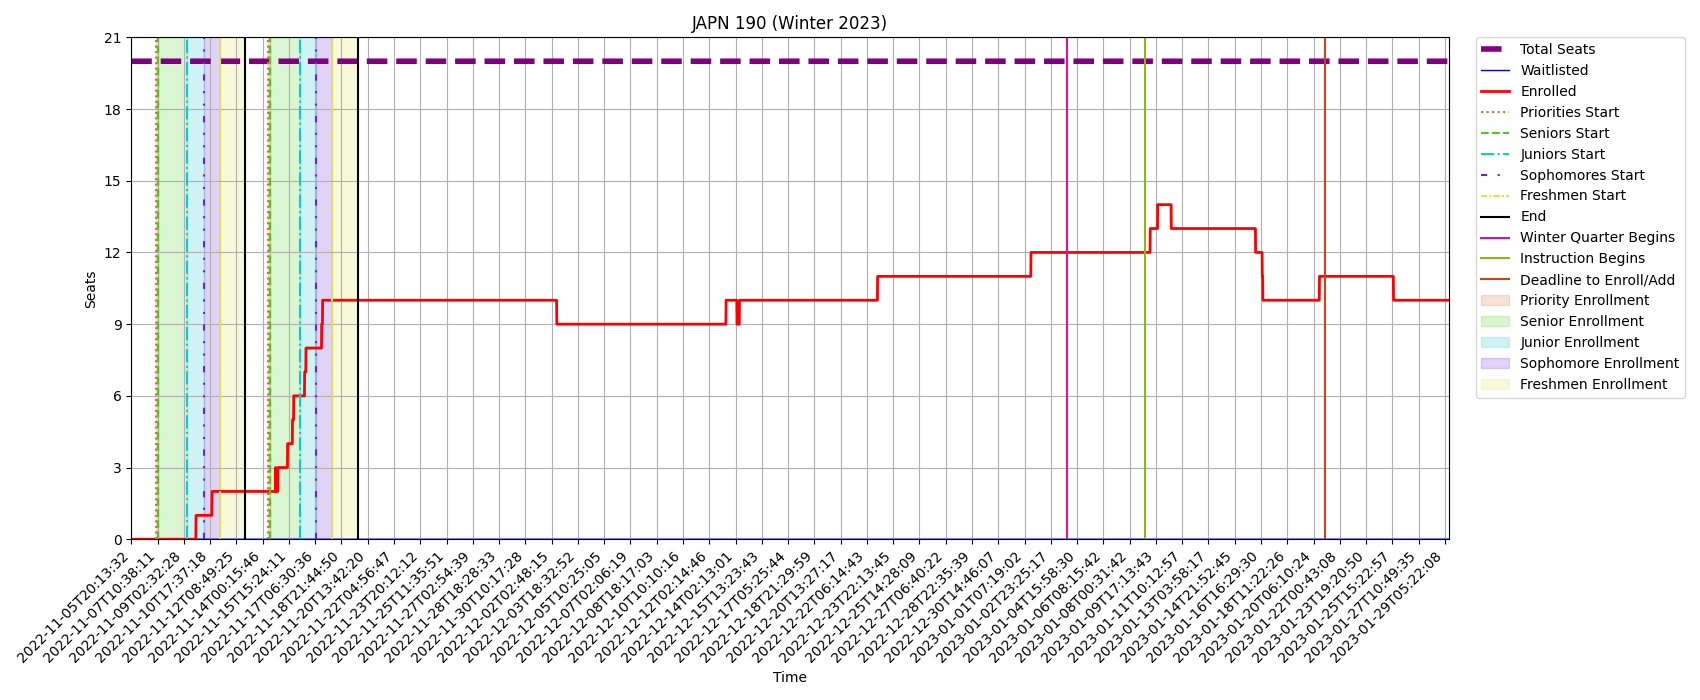 JAPN 190 (Winter 2023)
21
18
15
12
9
6
3
0
Seats
2022-11-05T20:13:32
2022-11-07T10:38:11
2022-11-09T02:32:28
2022-11-10T17:37:18
2022-11-12T08:49:25
2022-11-14T00:15:46
2022-11-15T15:24:11
2022-11-17T06:30:36
2022-11-18T21:44:50
2022-11-20T13:42:20
2022-11-22T04:56:47
2022-11-23T20:12:12
2022-11-25T11:35:51
2022-11-27T02:54:39
2022-11-28T18:28:33
2022-11-30T10:17:28
2022-12-02T02:48:15
2022-12-03T18:32:52
2022-12-05T10:25:05
2022-12-07T02:06:19
2022-12-08T18:17:03
2022-12-10T10:10:16
2022-12-12T02:14:46
2022-12-14T02:13:01
2022-12-15T13:23:43
2022-12-17T05:25:44
2022-12-18T21:29:59
2022-12-20T13:27:17
2022-12-22T06:14:43
2022-12-23T22:13:45
2022-12-25T14:28:09
2022-12-27T06:40:22
2022-12-28T22:35:39
2022-12-30T14:46:07
2023-01-01T07:19:02
2023-01-02T23:25:17
2023-01-04T15:58:30
2023-01-06T08:15:42
2023-01-08T00:31:42
2023-01-09T17:13:43
2023-01-11T10:12:57
2023-01-13T03:58:17
2023-01-14T21:52:45
2023-01-16T16:29:30
2023-01-18T11:22:26
2023-01-20T06:10:24
2023-01-22T00:43:08
2023-01-23T19:20:50
2023-01-25T15:22:57
2023-01-27T10:49:35
2023-01-29T05:22:08
Time
Total Seats
Waitlisted
Enrolled
Priorities Start
Seniors Start
Juniors Start
Sophomores Start
Freshmen Start
End
Winter Quarter Begins
Instruction Begins
Deadline to Enroll/Add
Priority Enrollment
Senior Enrollment
Junior Enrollment
Sophomore Enrollment
Freshmen Enrollment